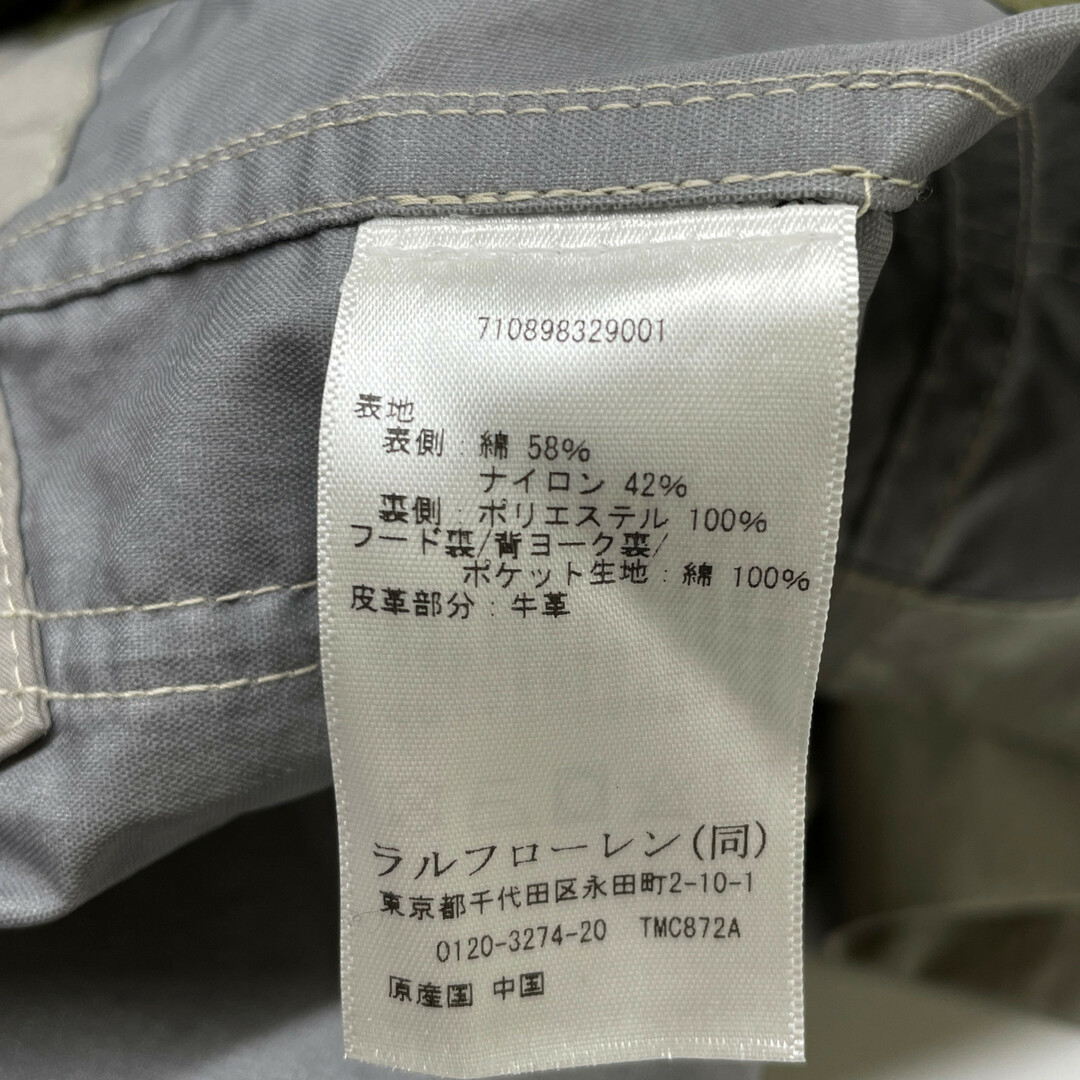 710898329001
表地
表側：綿 58%
ナイロン 42%
裏側：ポリエステル 100%
フード裏/背ヨーク裏/
ポケット生地：綿 100%
皮革部分：牛革
ラルフローレン(同)
東京都千代田区永田町2-10-1
0120-3274-20 TMC872A
原産国 中国